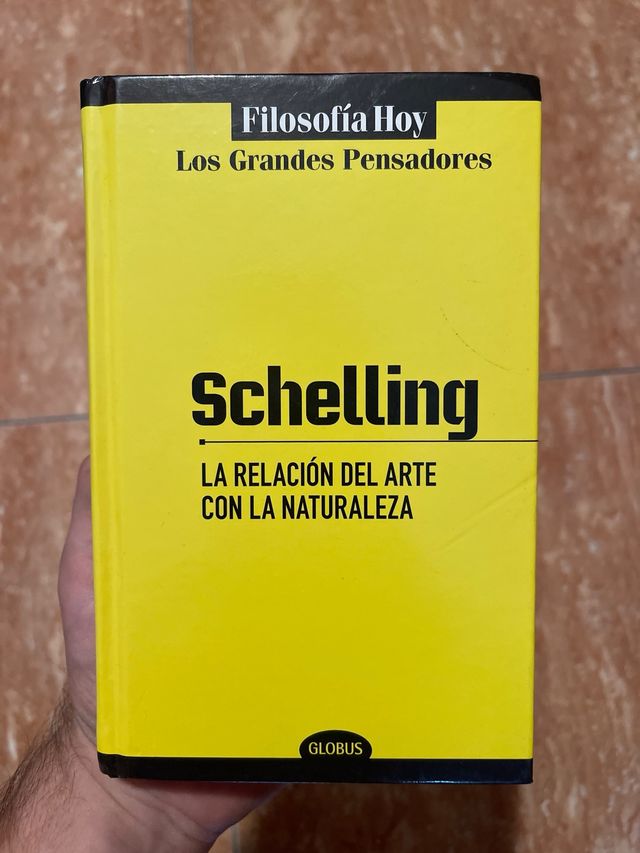 Filosofía Hoy
Los Grandes Pensadores
Schelling
LA RELACIÓN DEL ARTE
CON LA NATURALEZA
GLOBUS